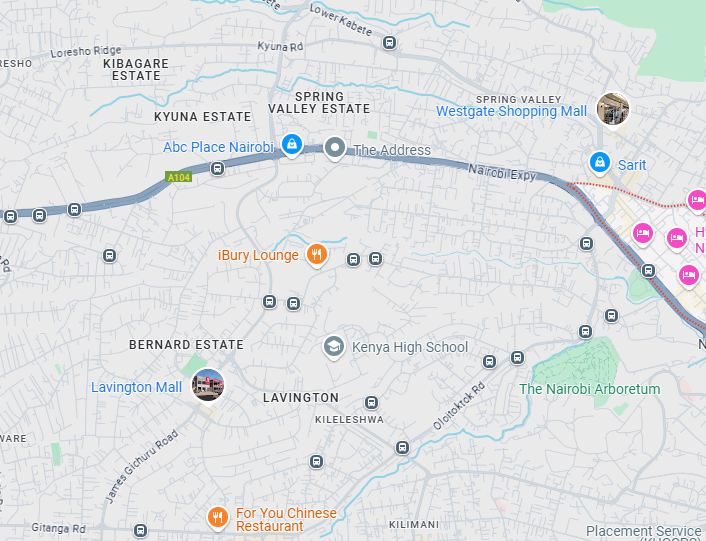 Lower Kabete
Kyuna Rd
Loresho Ridge
RESHO
KIBAGARE
ESTATE
SPRING
VALLEY ESTATE
SPRING VALLEY
Westgate Shopping Mall
KYUNA ESTATE
Abc Place Nairobi
The Address
Sarit
Nairobi Expy
A104
H
N
iBury Lounge
Rd
BERNARD ESTATE
Kenya High School
N
Lavington Mall
The Nairobi Arboretum
LAVINGTON
Oloitoktok Rd
KILELESHWA
WARE
James Gichuru Road
For You Chinese
Restaurant
Gitanga Rd
KILIMANI
Placement Service